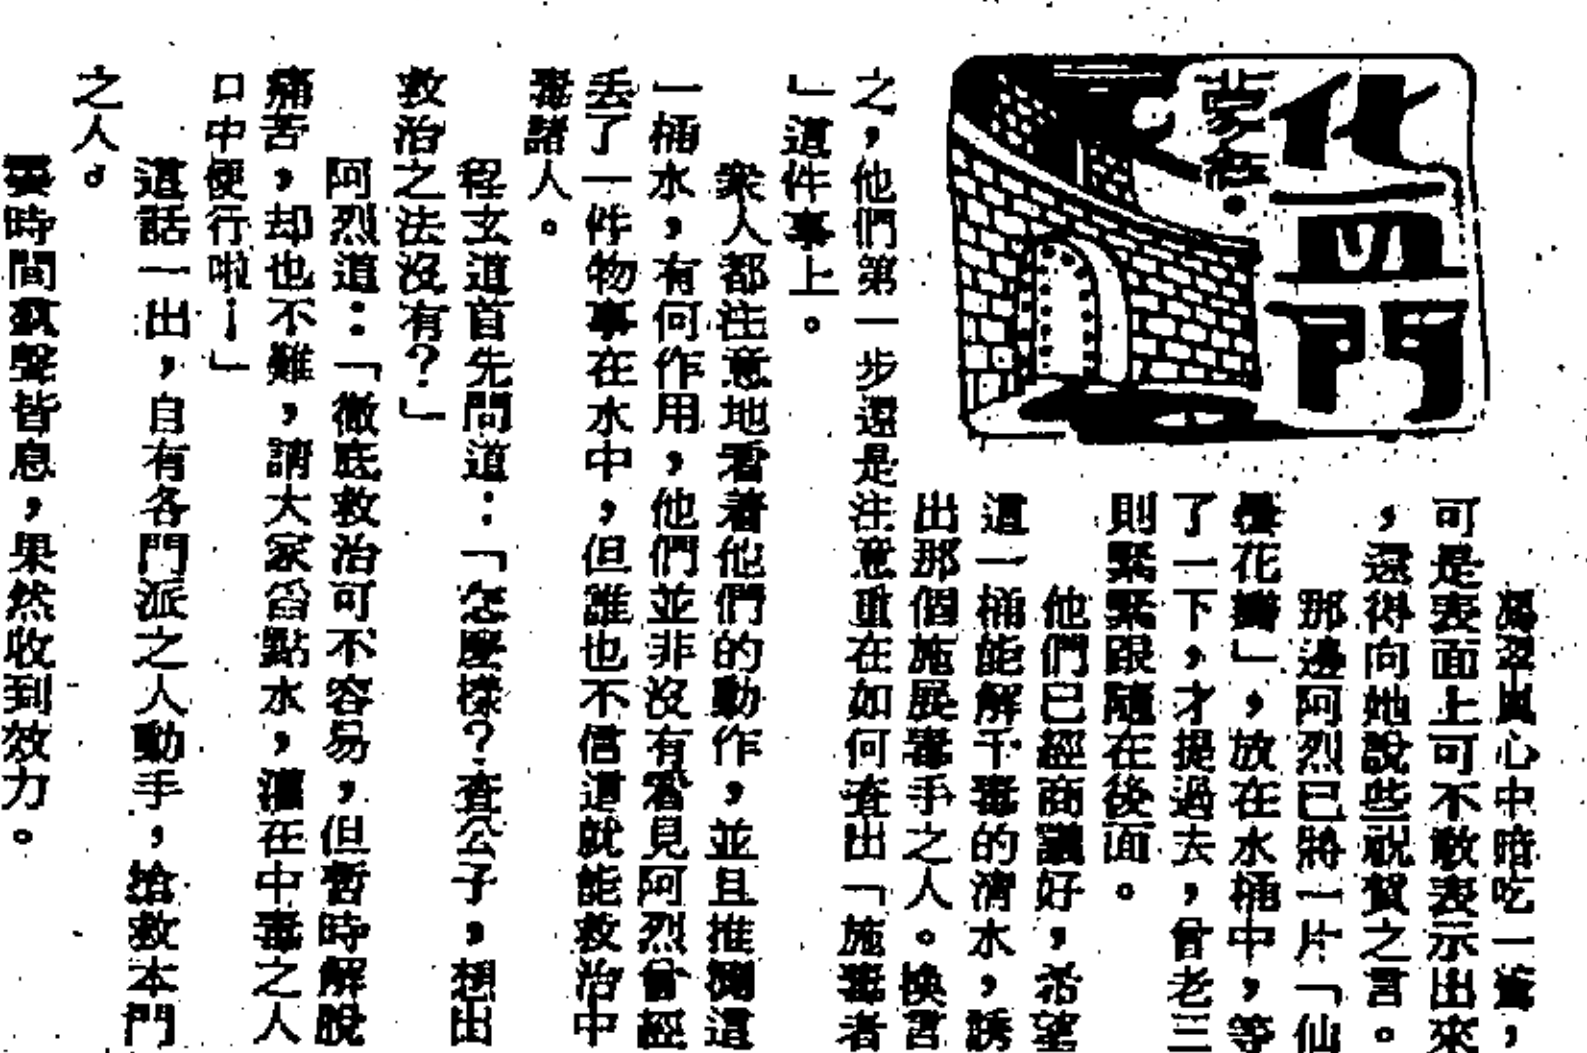 化血門
蒙希·
馮翠嵐心中暗吃一驚，
可是表面上可不敢表示出來
，還得向她說些祝賀之言。
那邊阿烈已將一片「仙
曇花瓣」，放在水桶中，等
了一下，才提過去，曾老三
則緊緊跟隨在後面。
他們已經商議好，希望
這一桶能解千毒的清水，誘
出那個施展毒手之人。換言
之，他們第一步還是注意重在如何查出「施毒者
」這件事上。
衆人都注意地看着他們的動作，並且推測這
一桶水，有何作用，他們並非沒有看見阿烈曾經
丟了一件物事在水中，但誰也不信這就能救治中
毒諸人。
程玄道首先問道：「怎麼樣？查公子，想出
救治之法沒有？」
阿烈道：「徹底救治可不容易，但暫時解脫
痛苦，却也不難，請大家舀點水，灌在中毒之人
口中便行啦！」
這話一出，自有各門派之人動手，搶救本門
之人。
霎時間號聲皆息，果然收到效力。